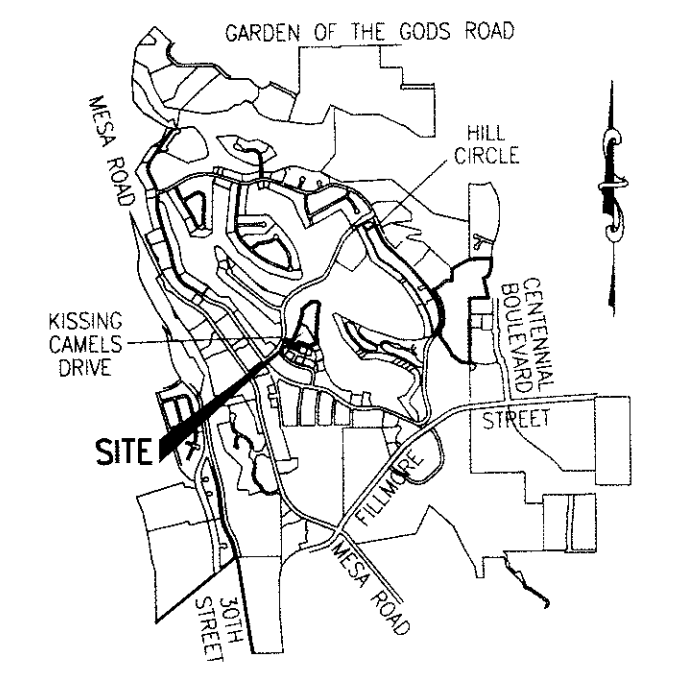 GARDEN OF THE GODS ROAD
MESA ROAD
HILL
CIRCLE
KISSING
CAMELS
DRIVE
CENTENNIAL
BOULEVARD
SITE
FILLMORE
STREET
MESA ROAD
30TH
STREET